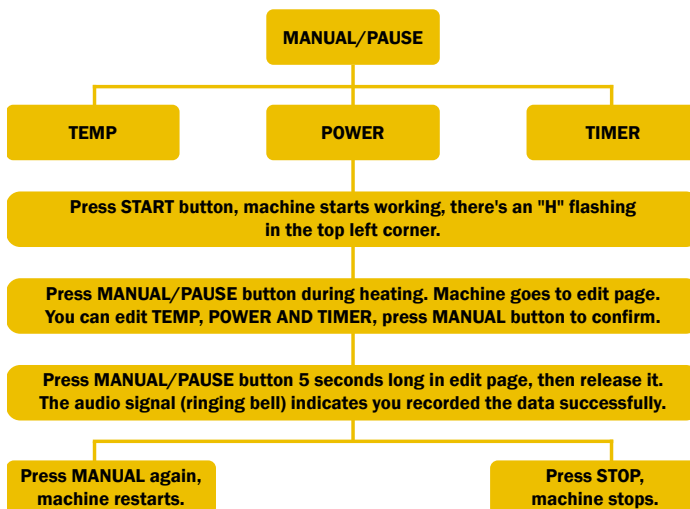 MANUAL/PAUSE
TEMP
POWER
TIMER
Press START button, machine starts working, there's an "H" flashing
in the top left corner.
Press MANUAL/PAUSE button during heating. Machine goes to edit page.
You can edit TEMP, POWER AND TIMER, press MANUAL button to confirm.
Press MANUAL/PAUSE button 5 seconds long in edit page, then release it.
The audio signal (ringing bell) indicates you recorded the data successfully.
Press MANUAL again,
machine restarts.
Press STOP,
machine stops.